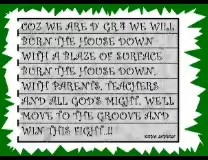 COZ WE ARE D' GR4 WE WILL
BURN THE HOUSE DOWN
WITH A BLAZE OF SURFACE
BURN THE HOUSE DOWN.
WITH PARENTS, TEACHERS
AND ALL GOD'S MIGHT. WE'LL
MOVE TO THE GROOVE AND
WIN THIS FIGHT..!!